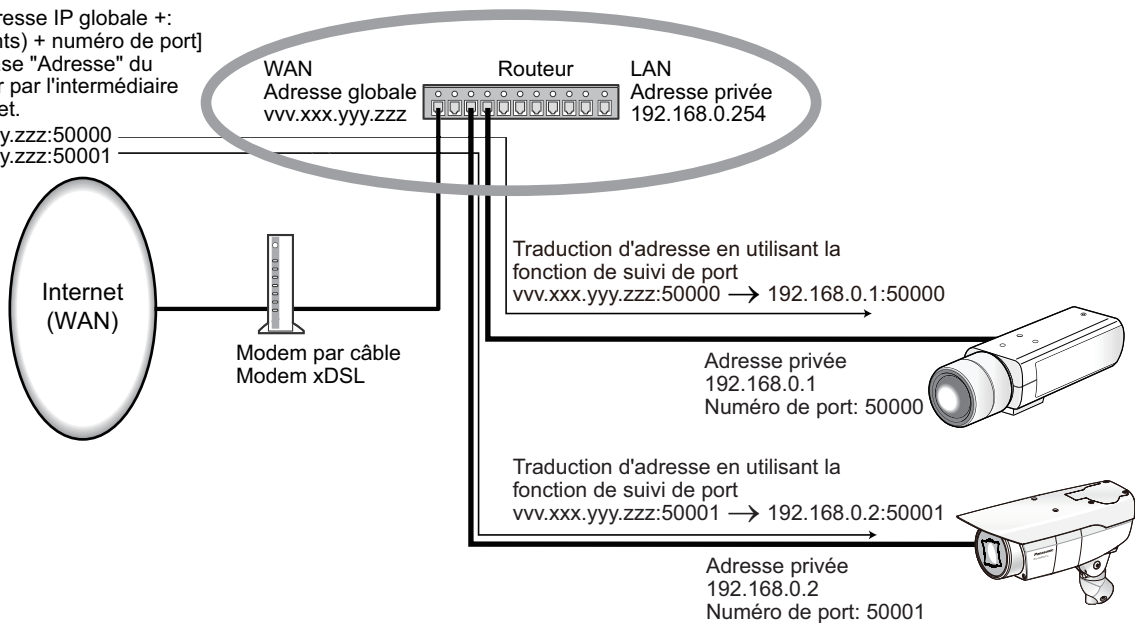 resse IP globale +:
nts) + numéro de port]
ase "Adresse" du
r par l'intermédiaire
et.
y.zzz:50000
y.zzz:50001
WAN
Adresse globale
vvv.xxx.yyy.zzz
Routeur
LAN
Adresse privée
192.168.0.254
Internet
(WAN)
Modem par câble
Modem xDSL
Traduction d'adresse en utilisant la
fonction de suivi de port
vvv.xxx.yyy.zzz:50000 → 192.168.0.1:50000
Adresse privée
192.168.0.1
Numéro de port: 50000
Traduction d'adresse en utilisant la
fonction de suivi de port
vvv.xxx.yyy.zzz:50001 → 192.168.0.2:50001
Panasonic
Adresse privée
192.168.0.2
Numéro de port: 50001